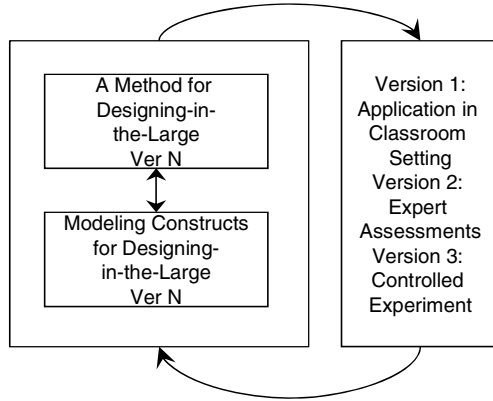 A Method for
Designing-in-
the-Large
Ver N
Modeling Constructs
for Designing-
in-the-Large
Ver N
Version 1:
Application in
Classroom
Setting
Version 2:
Expert
Assessments
Version 3:
Controlled
Experiment